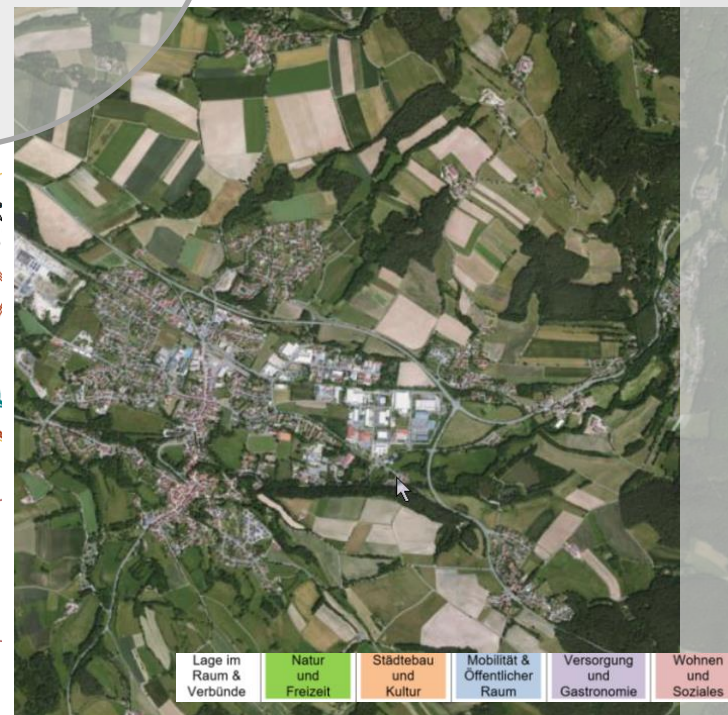 Lage im
Raum &
Verbünde
Natur
und
Freizeit
Städtebau
und
Kultur
Mobilität &
Öffentlicher
Raum
Versorgung
und
Gastronomie
Wohnen
und
Soziales